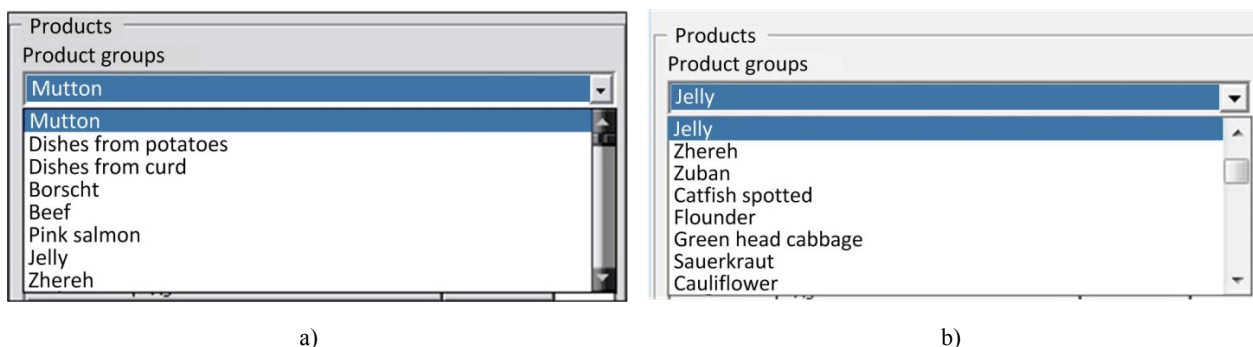 Products
Product groups
Mutton
Mutton
Dishes from potatoes
Dishes from curd
Borscht
Beef
Pink salmon
Jelly
Zhereh
a)
Products
Product groups
Jelly
Jelly
Zhereh
Zuban
Catfish spotted
Flounder
Green head cabbage
Sauerkraut
Cauliflower
b)